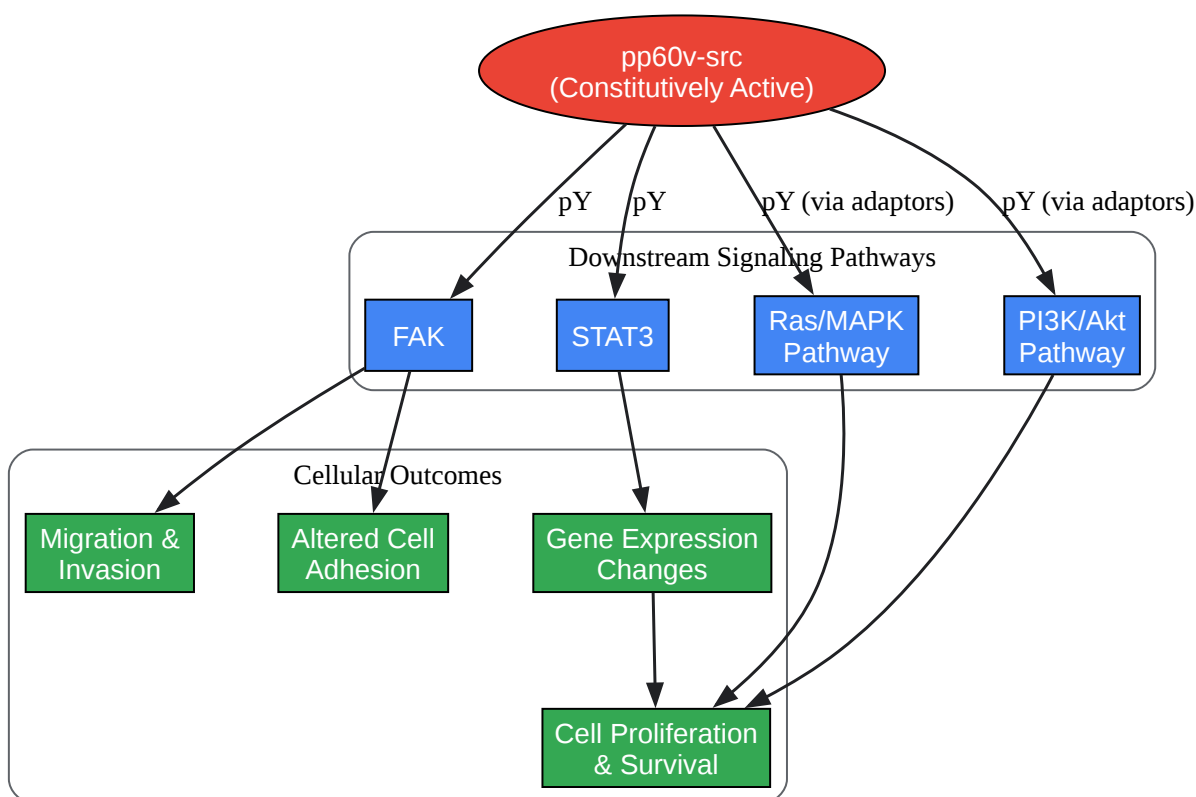 pp60v-src
(Constitutively Active)
pY
pY
pY (via adaptors)
pY (via adaptors)
Downstream Signaling Pathways
FAK
STAT3
Ras/MAPK
Pathway
PI3K/Akt
Pathway
Cellular Outcomes
Migration &
Invasion
Altered Cell
Adhesion
Gene Expression
Changes
Cell Proliferation
& Survival